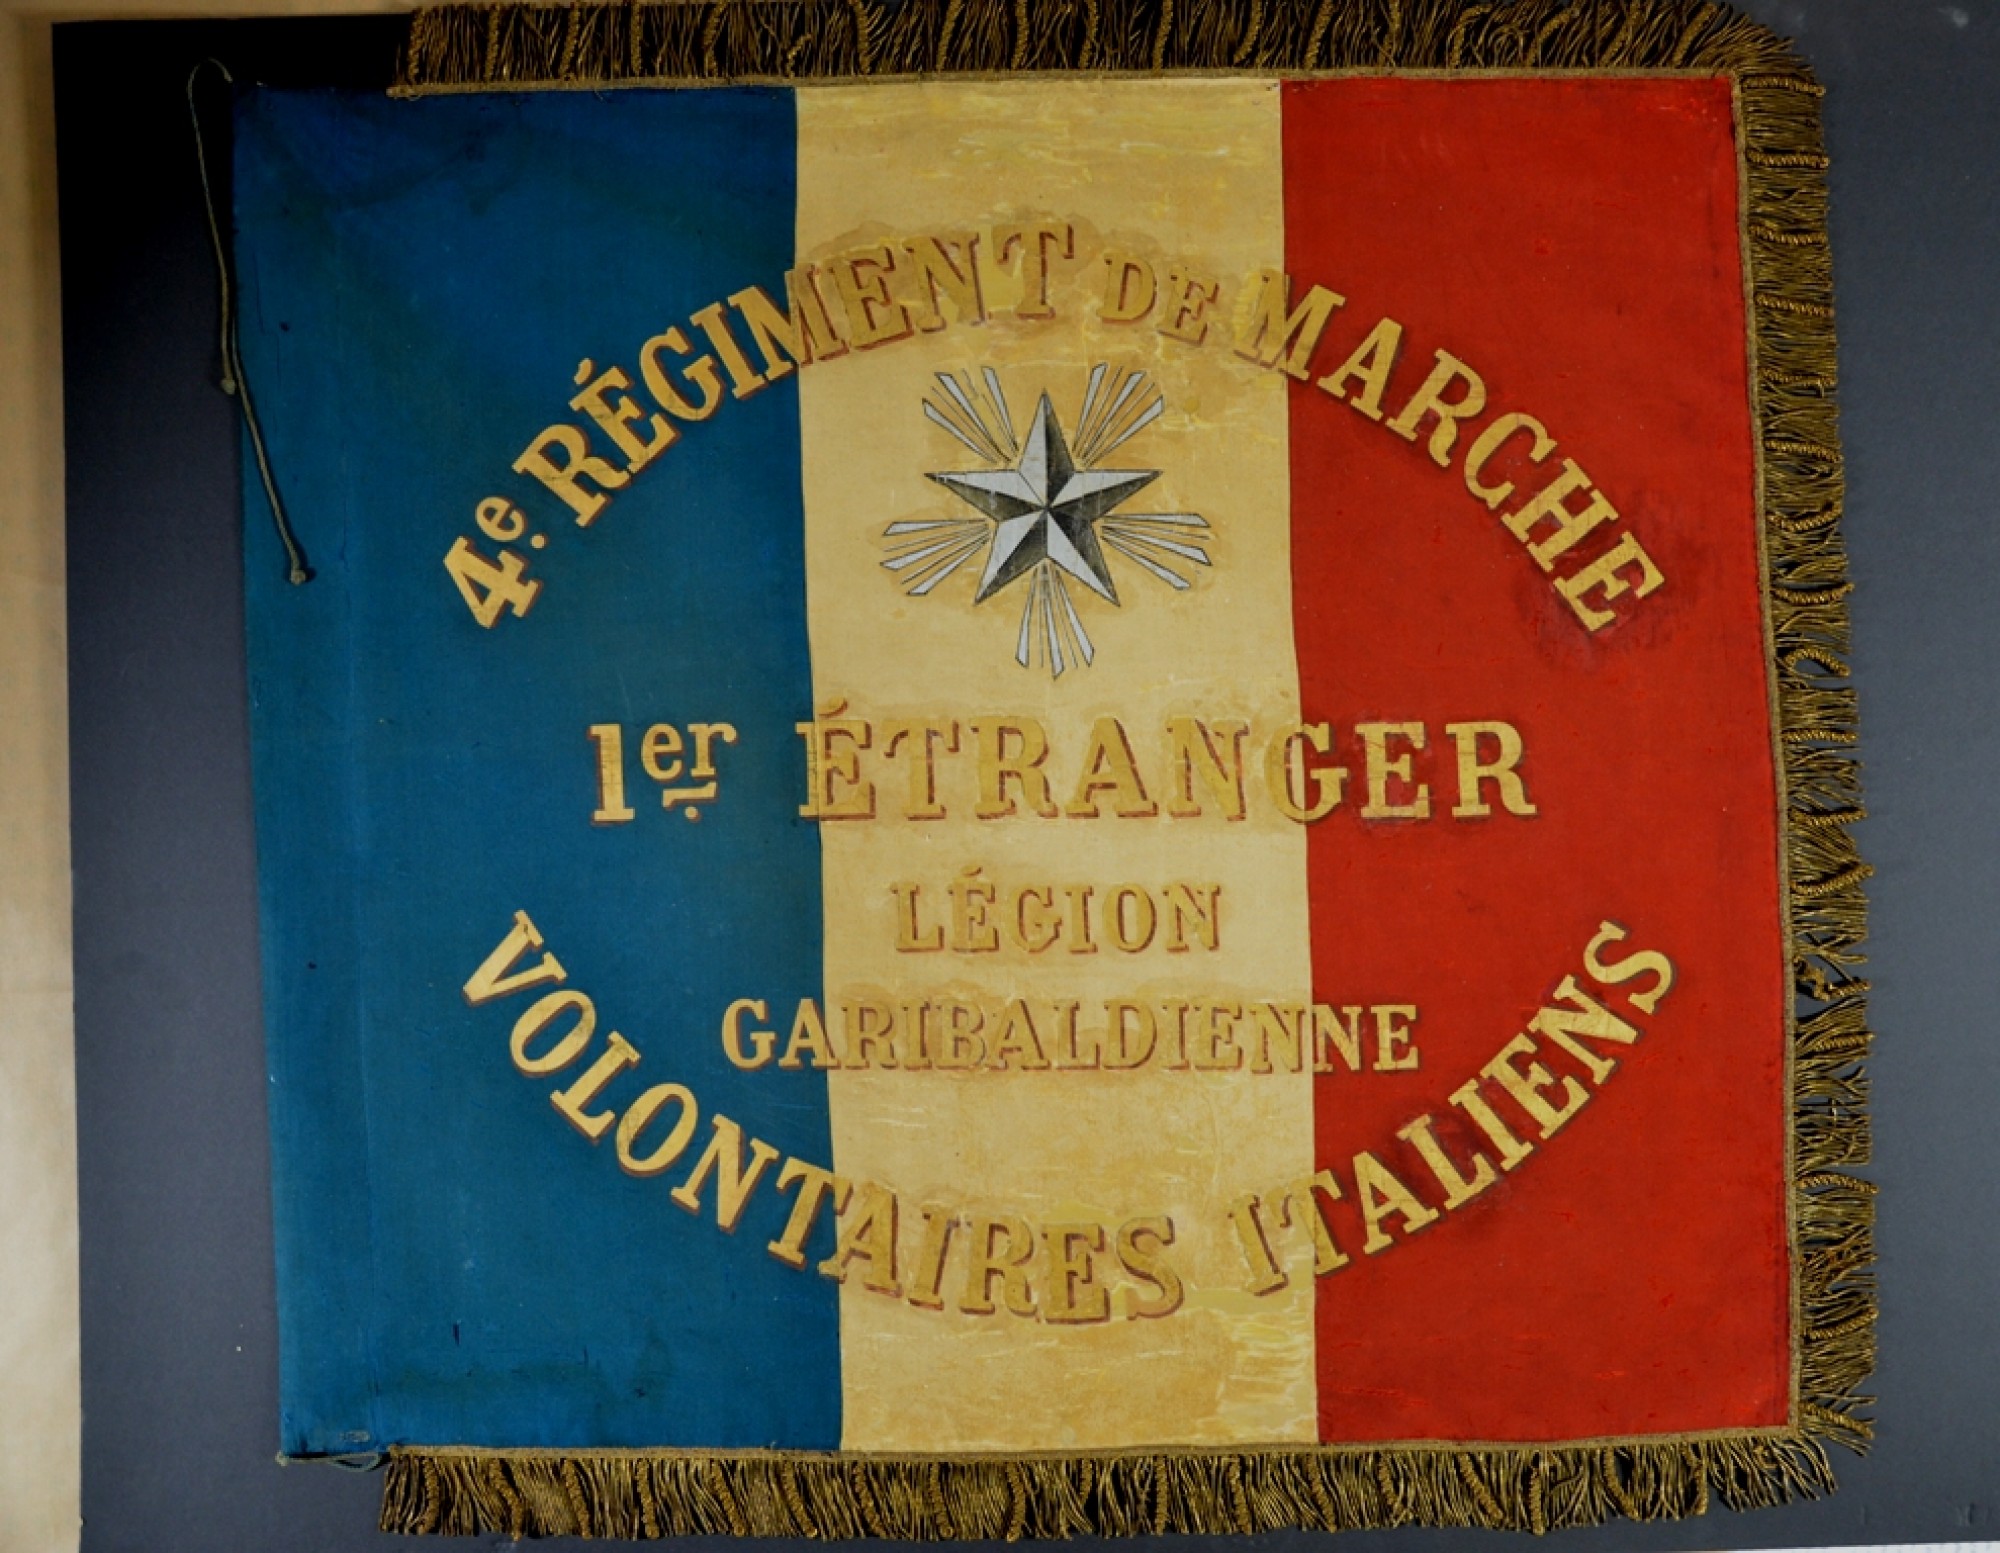 4e. RÉGIMENT DE MARCHE
1er ÉTRANGER
LÉGION
GARIBALDIENNE
VOLONTAIRES ITALIENS